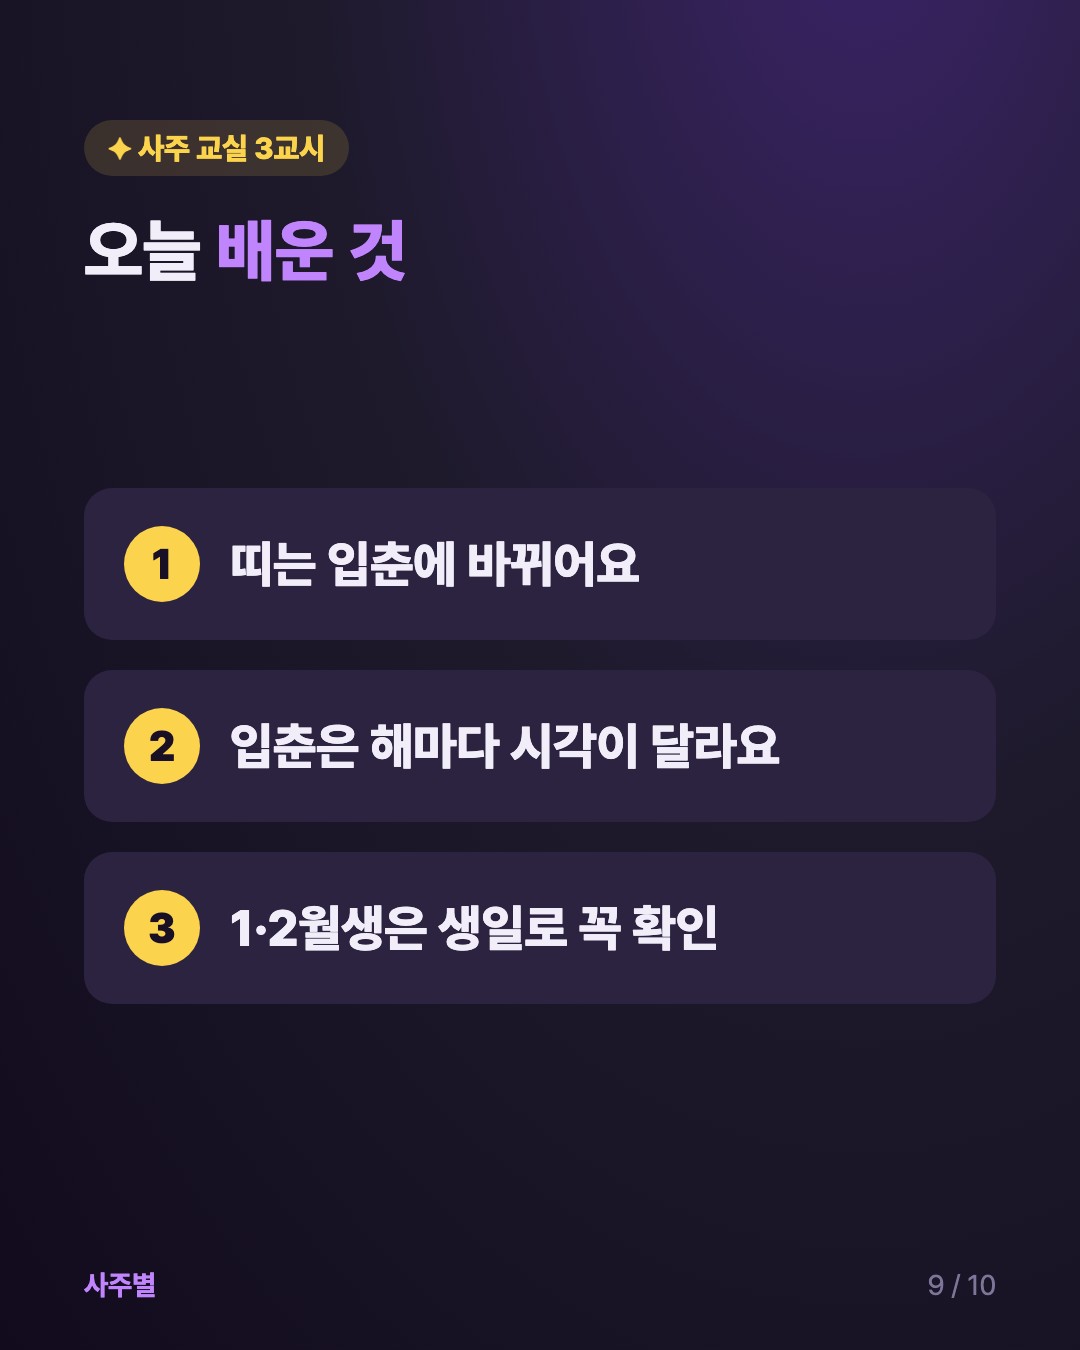 ✦ 사주 교실 3교시
오늘 배운 것
1 띠는 입춘에 바뀌어요
2 입춘은 해마다 시각이 달라요
3 1·2월생은 생일로 꼭 확인
사주별
9 / 10